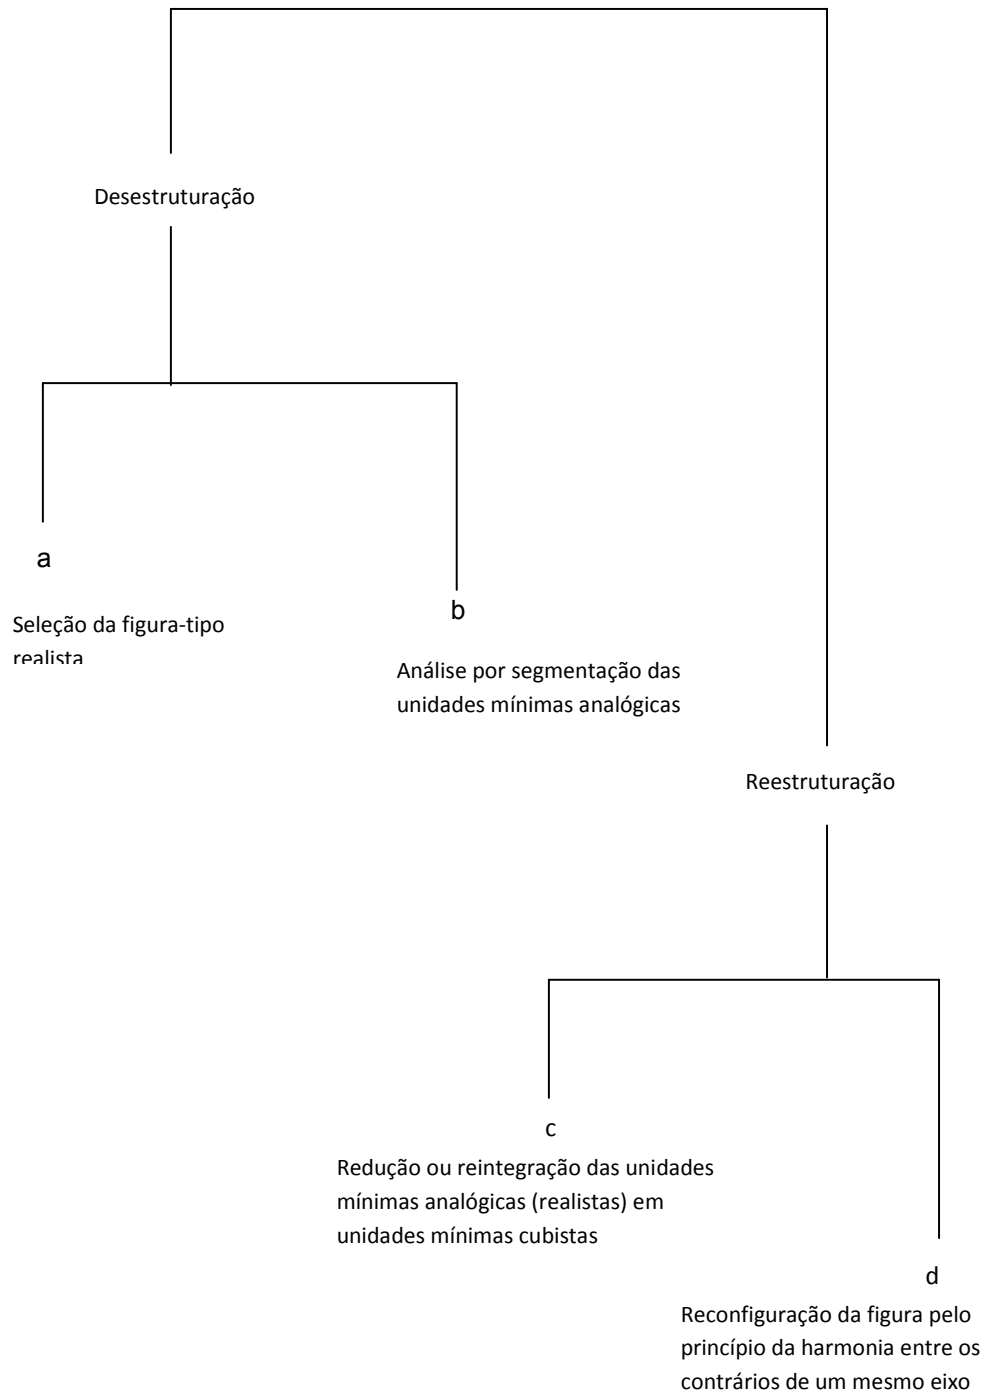 Desestruturação
a
Seleção da figura-tipo
realista
b
Análise por segmentação das
unidades mínimas analógicas
Reestruturação
c
Redução ou reintegração das unidades
mínimas analógicas (realistas) em
unidades mínimas cubistas
d
Reconfiguração da figura pelo
princípio da harmonia entre os
contrários de um mesmo eixo